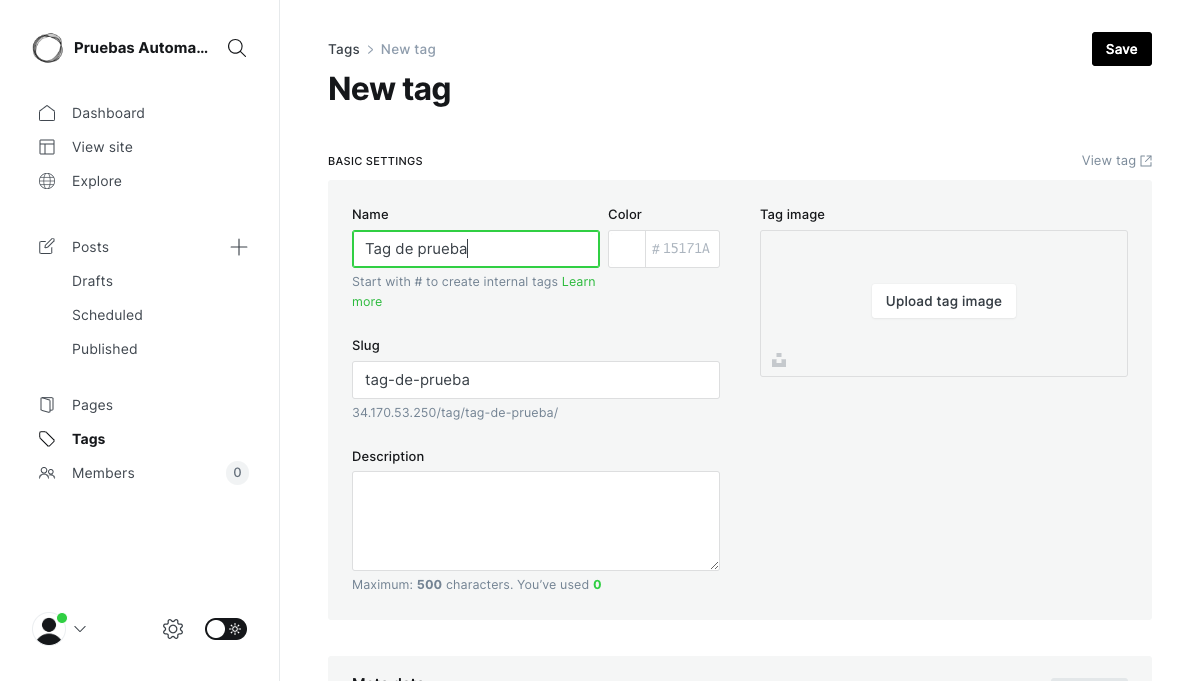 Pruebas Automa...
Dashboard
View site
Explore
Posts
Drafts
Scheduled
Published
Pages
Tags
Members
0
Tags > New tag
Save
New tag
BASIC SETTINGS
View tag
Name
Color
Tag image
Tag de prueba
# 15171A
Start with # to create internal tags Learn
more
Upload tag image
Slug
tag-de-prueba
34.170.53.250/tag/tag-de-prueba/
Description
Maximum: 500 characters. You’ve used 0
Meta data